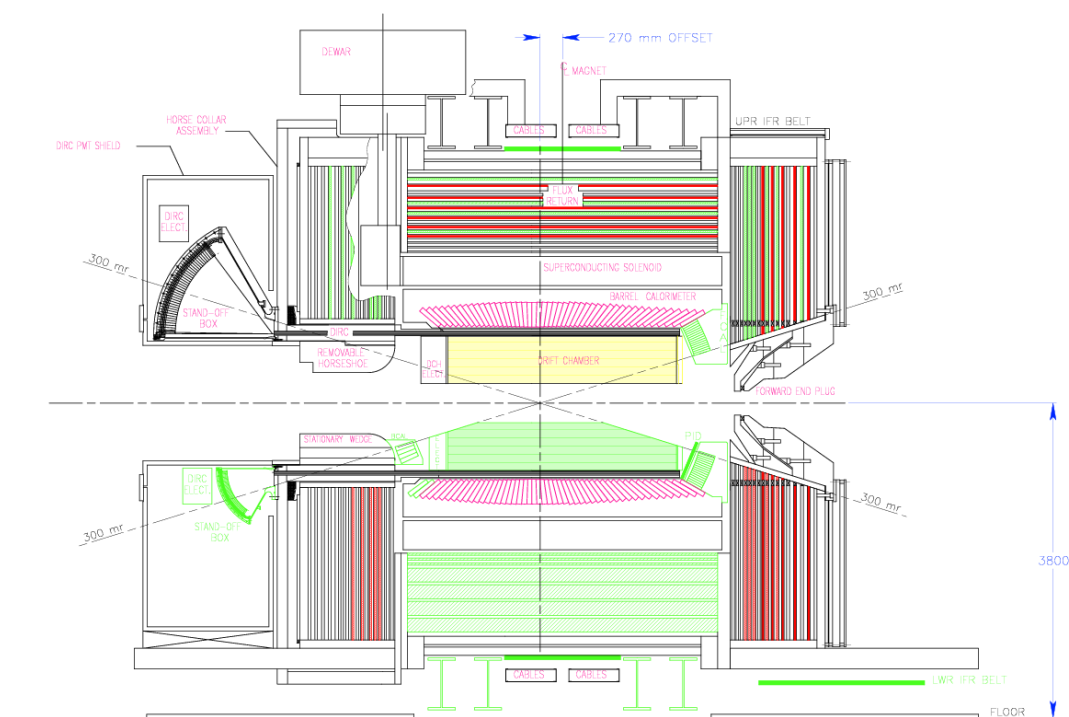 270 mm OFFSET
DEWAR
MAGNET
HORSE COLLAR
ASSEMBLY
CABLES
CABLES
UPR IFR BELT
DIRC PMT SHIELD
FLUX
RETURN
DIRC
ELECT.
300 mr
SUPERCONDUCTING SOLENOID
300 mr
BARREL CALORIMETER
STAND-OFF
BOX
DIRC
REMOVABLE
HORSESHOE
DCH
ELECT.
DRIFT CHAMBER
FORWARD END PLUG
STATIONARY WEDGE
PID
DIRC
ELECT.
300 mr
STAND-OFF
BOX
300 mr
3800
CABLES
CABLES
LWR IFR BELT
FLOOR